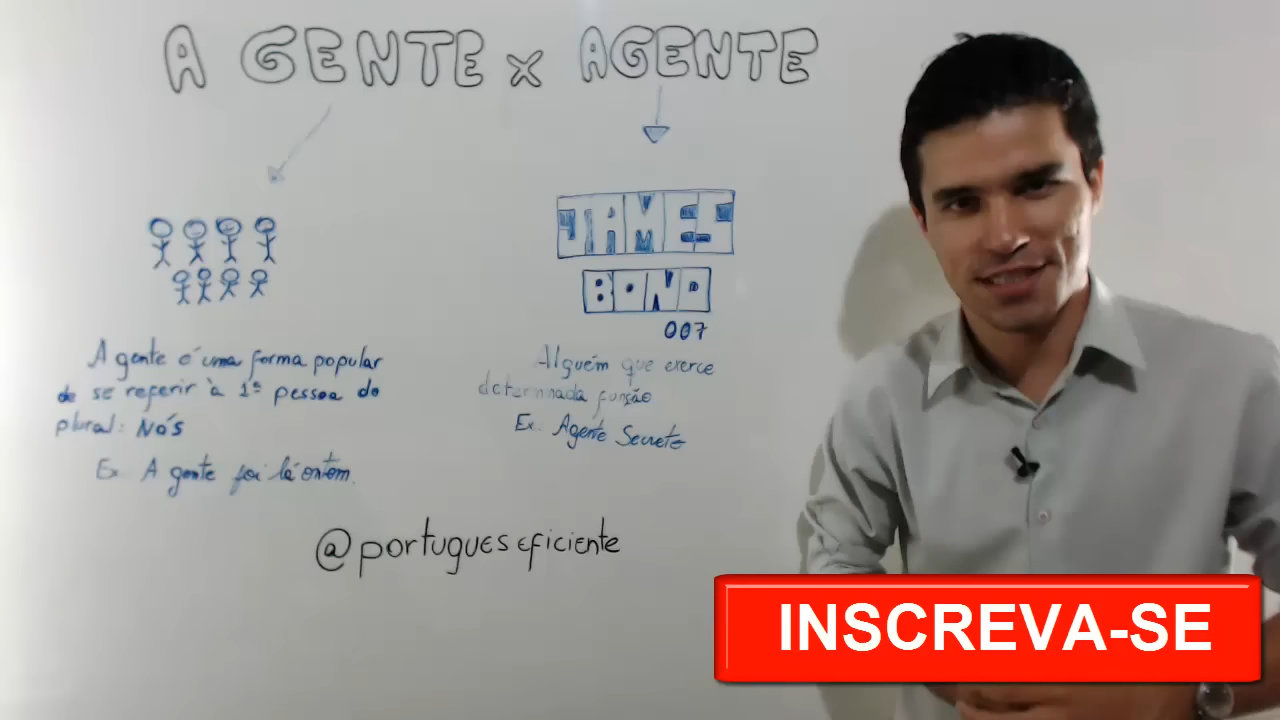 A GENTE x AGENTE
JAMES
BOND
007
A gente é uma forma popular
de se referir à 1ª pessoa do
plural: Nós
Ex. A gente foi lá ontem.
Alguém que exerce
determinada função
Ex. Agente Secreto
@portugueseficiente
INSCREVA-SE